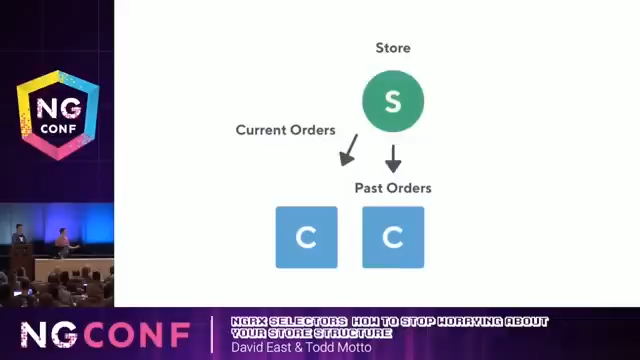 NG
CONF
Store
S
Current Orders
Past Orders
C
C
NG CONF
NGRX SELECTORS: HOW TO STOP WORRYING ABOUT
YOUR STORE STRUCTURE
David East & Todd Motto